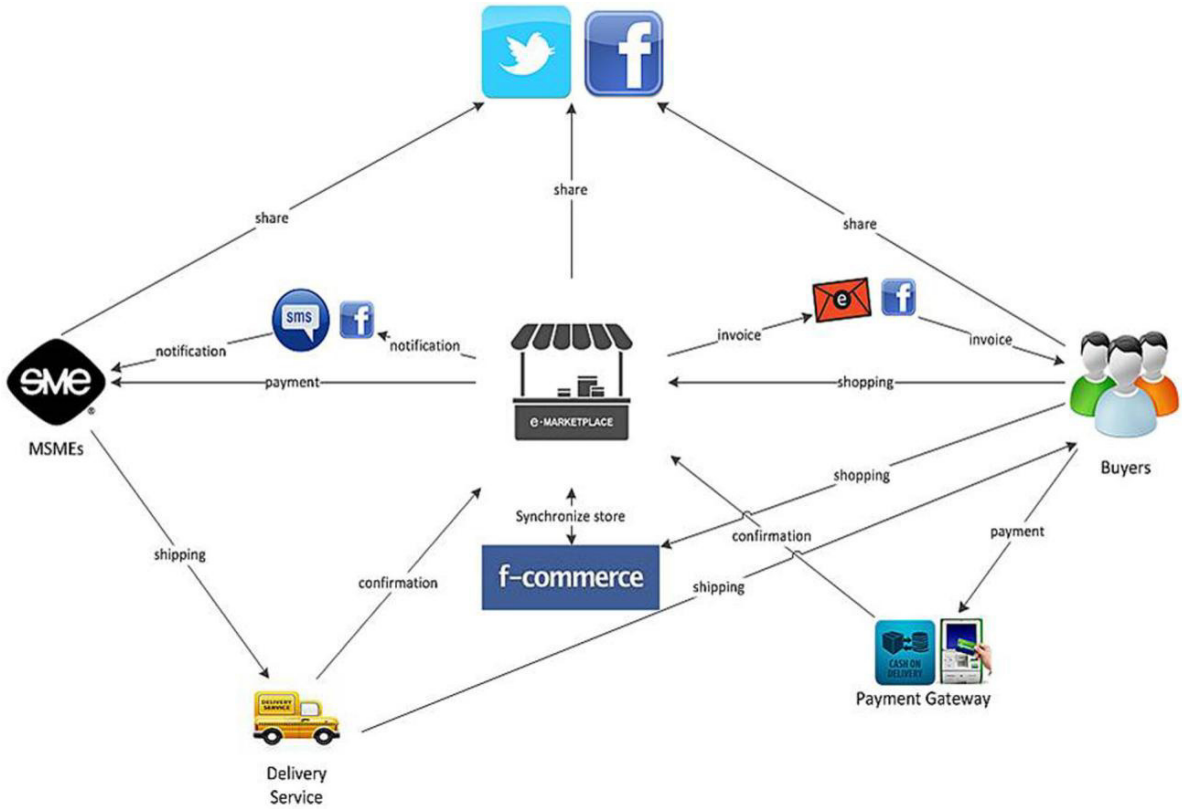 f
share
share
share
e
f
sms
f
invoice
invoice
notification
notification
sme
®
payment
shopping
e-MARKETPLACE
MSMEs
Buyers
shopping
Synchronize store
confirmation
payment
shipping
confirmation
f-commerce
shipping
CASH ON
DELIVERY
Payment Gateway
DELIVERY
SERVICE
Delivery
Service